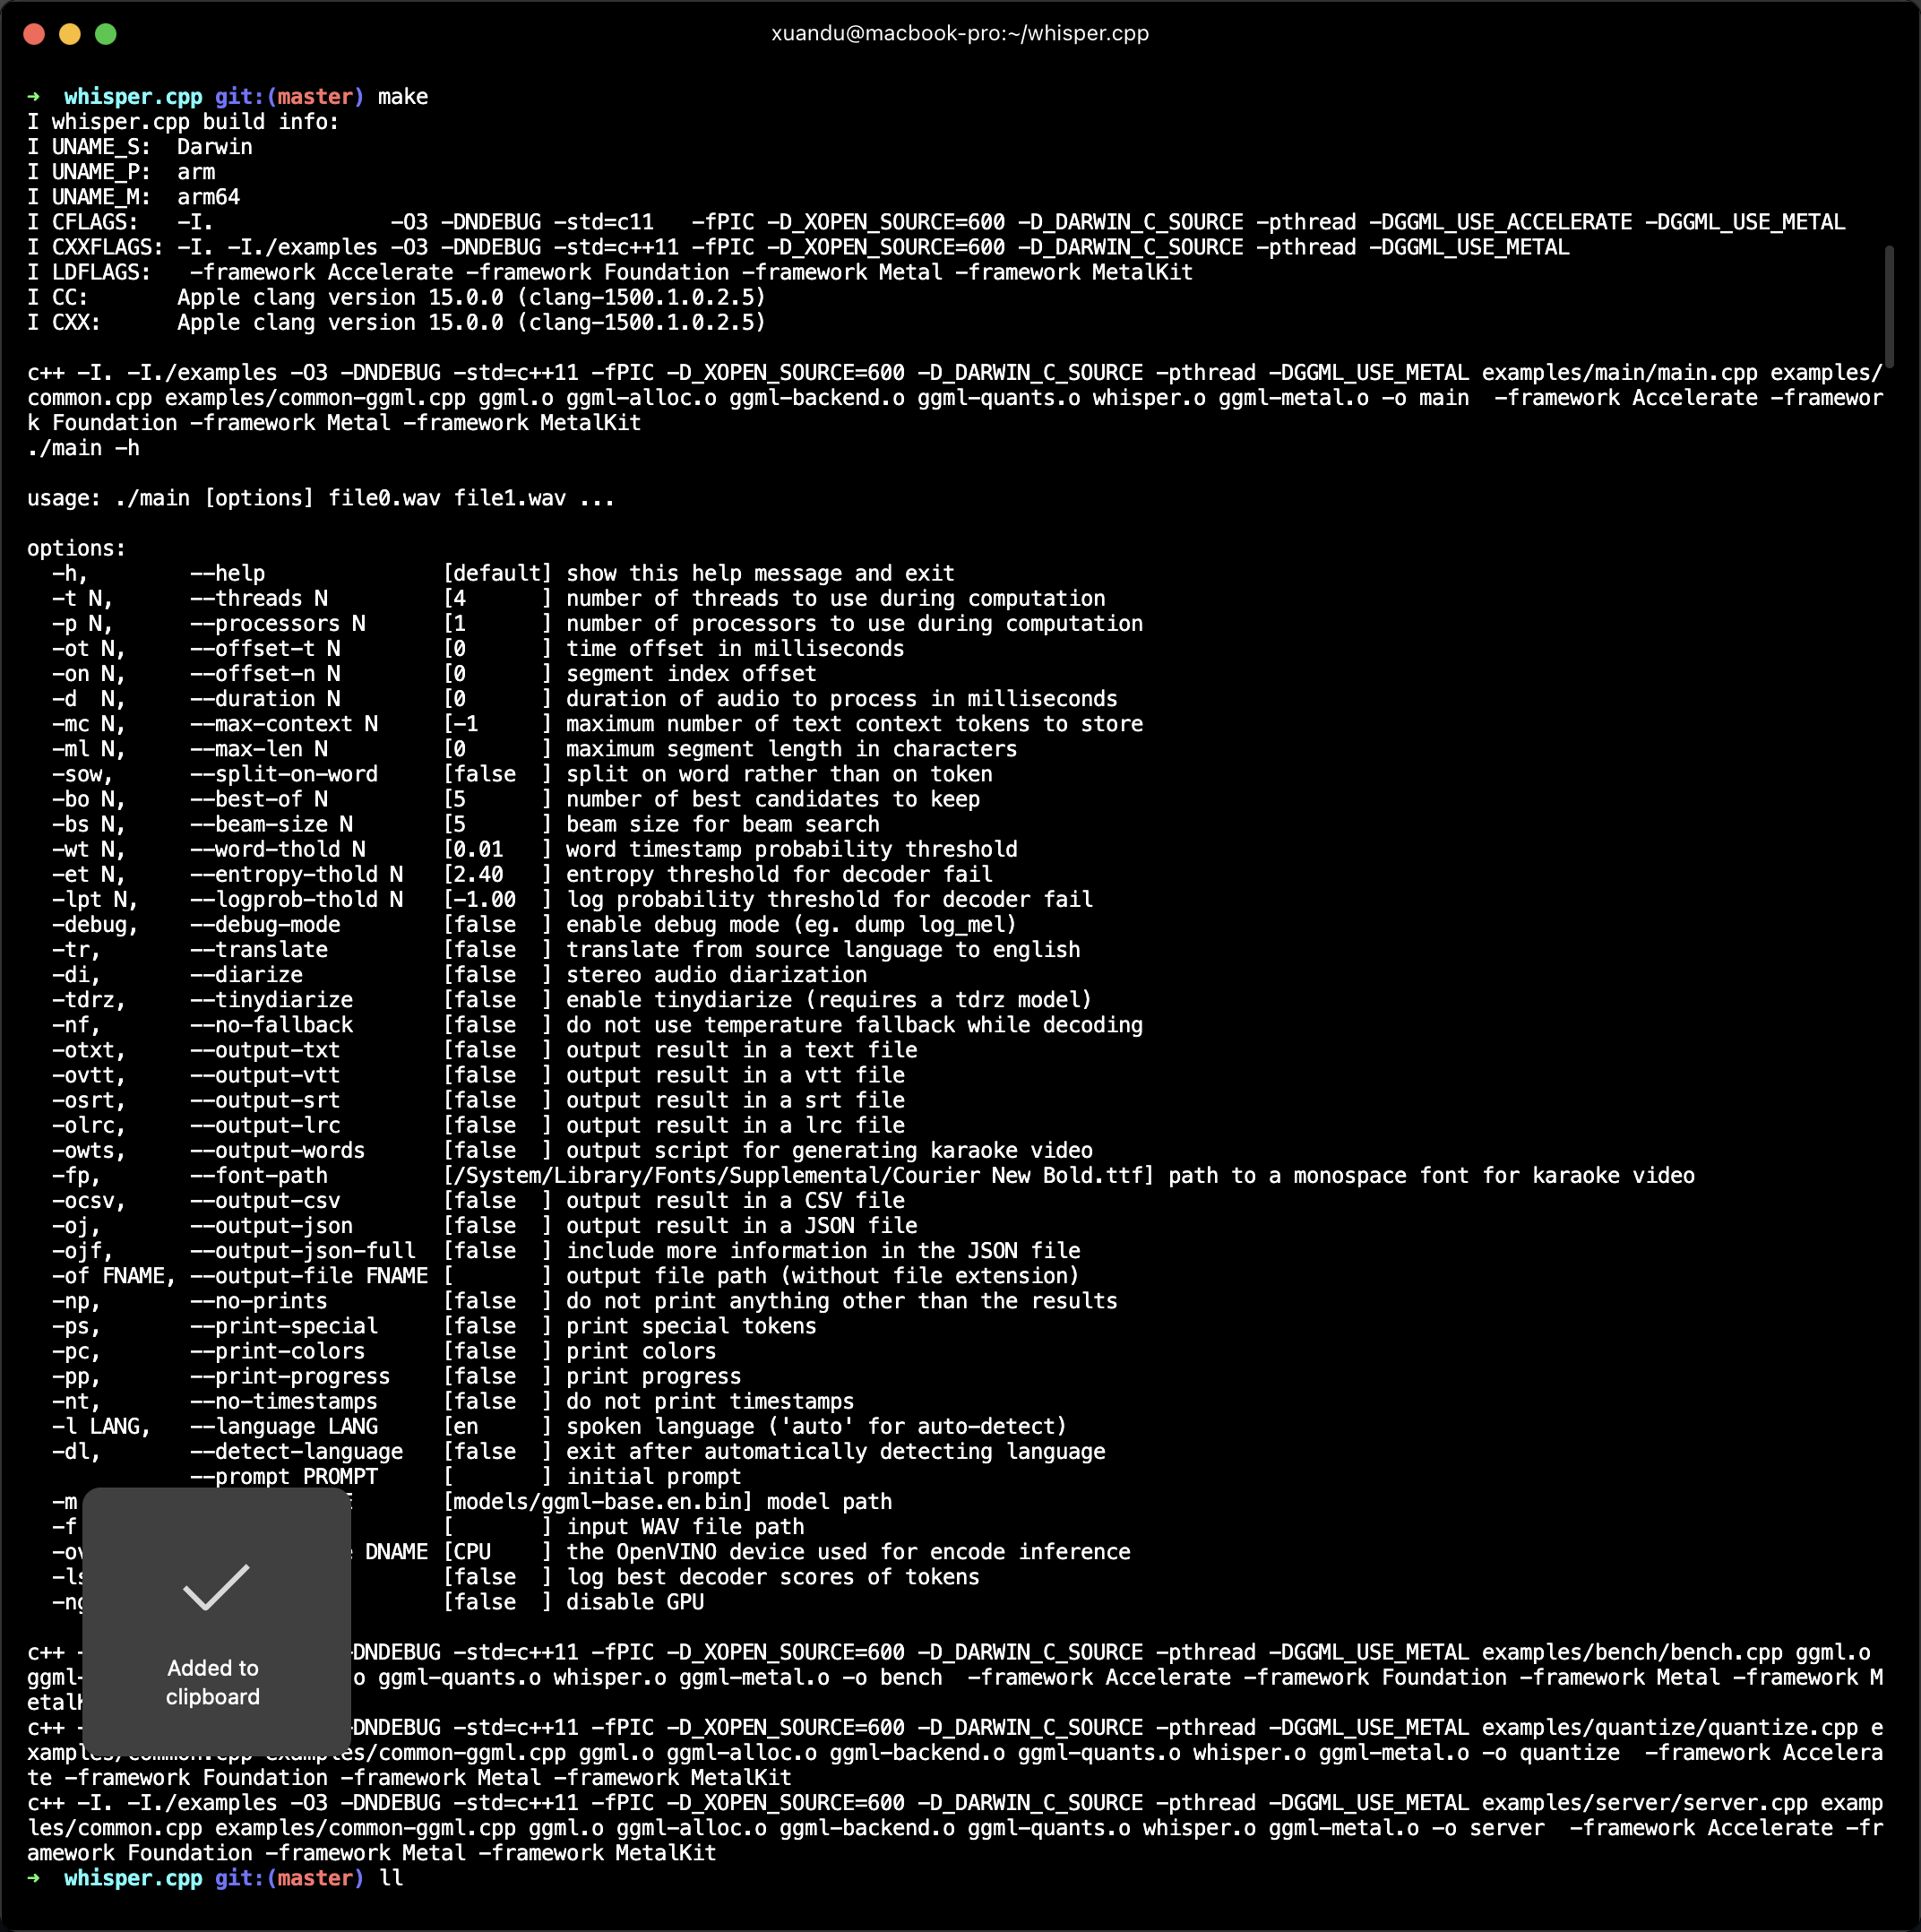 xuandu@macbook-pro:~/whisper.cpp
➜  whisper.cpp git:(master) make
I whisper.cpp build info:
I UNAME_S:  Darwin
I UNAME_P:  arm
I UNAME_M:  arm64
I CFLAGS:   -I.              -O3 -DNDEBUG -std=c11   -fPIC -D_XOPEN_SOURCE=600 -D_DARWIN_C_SOURCE -pthread -DGGML_USE_ACCELERATE -DGGML_USE_METAL
I CXXFLAGS: -I. -I./examples -O3 -DNDEBUG -std=c++11 -fPIC -D_XOPEN_SOURCE=600 -D_DARWIN_C_SOURCE -pthread -DGGML_USE_METAL
I LDFLAGS:   -framework Accelerate -framework Foundation -framework Metal -framework MetalKit
I CC:       Apple clang version 15.0.0 (clang-1500.1.0.2.5)
I CXX:      Apple clang version 15.0.0 (clang-1500.1.0.2.5)
c++ -I. -I./examples -O3 -DNDEBUG -std=c++11 -fPIC -D_XOPEN_SOURCE=600 -D_DARWIN_C_SOURCE -pthread -DGGML_USE_METAL examples/main/main.cpp examples/
common.cpp examples/common-ggml.cpp ggml.o ggml-alloc.o ggml-backend.o ggml-quants.o whisper.o ggml-metal.o -o main  -framework Accelerate -framewor
k Foundation -framework Metal -framework MetalKit
./main -h
usage: ./main [options] file0.wav file1.wav ...
options:
  -h,        --help              [default] show this help message and exit
  -t N,      --threads N         [4      ] number of threads to use during computation
  -p N,      --processors N      [1      ] number of processors to use during computation
  -ot N,     --offset-t N        [0      ] time offset in milliseconds
  -on N,     --offset-n N        [0      ] segment index offset
  -d  N,     --duration N        [0      ] duration of audio to process in milliseconds
  -mc N,     --max-context N     [-1     ] maximum number of text context tokens to store
  -ml N,     --max-len N         [0      ] maximum segment length in characters
  -sow,      --split-on-word     [false  ] split on word rather than on token
  -bo N,     --best-of N         [5      ] number of best candidates to keep
  -bs N,     --beam-size N       [5      ] beam size for beam search
  -wt N,     --word-thold N      [0.01   ] word timestamp probability threshold
  -et N,     --entropy-thold N   [2.40   ] entropy threshold for decoder fail
  -lpt N,    --logprob-thold N   [-1.00  ] log probability threshold for decoder fail
  -debug,    --debug-mode        [false  ] enable debug mode (eg. dump log_mel)
  -tr,       --translate         [false  ] translate from source language to english
  -di,       --diarize           [false  ] stereo audio diarization
  -tdrz,     --tinydiarize       [false  ] enable tinydiarize (requires a tdrz model)
  -nf,       --no-fallback       [false  ] do not use temperature fallback while decoding
  -otxt,     --output-txt        [false  ] output result in a text file
  -ovtt,     --output-vtt        [false  ] output result in a vtt file
  -osrt,     --output-srt        [false  ] output result in a srt file
  -olrc,     --output-lrc        [false  ] output result in a lrc file
  -owts,     --output-words      [false  ] output script for generating karaoke video
  -fp,       --font-path         [/System/Library/Fonts/Supplemental/Courier New Bold.ttf] path to a monospace font for karaoke video
  -ocsv,     --output-csv        [false  ] output result in a CSV file
  -oj,       --output-json       [false  ] output result in a JSON file
  -ojf,      --output-json-full  [false  ] include more information in the JSON file
  -of FNAME, --output-file FNAME [       ] output file path (without file extension)
  -np,       --no-prints         [false  ] do not print anything other than the results
  -ps,       --print-special     [false  ] print special tokens
  -pc,       --print-colors      [false  ] print colors
  -pp,       --print-progress    [false  ] print progress
  -nt,       --no-timestamps     [false  ] do not print timestamps
  -l LANG,   --language LANG     [en     ] spoken language ('auto' for auto-detect)
  -dl,       --detect-language   [false  ] exit after automatically detecting language
             --prompt PROMPT     [       ] initial prompt
  -m                             [models/ggml-base.en.bin] model path
  -f                             [       ] input WAV file path
  -ov                      DNAME [CPU    ] the OpenVINO device used for encode inference
  -ls                            [false  ] log best decoder scores of tokens
  -ng                            [false  ] disable GPU
c++ -DNDEBUG -std=c++11 -fPIC -D_XOPEN_SOURCE=600 -D_DARWIN_C_SOURCE -pthread -DGGML_USE_METAL examples/bench/bench.cpp ggml.o
ggml- o ggml-quants.o whisper.o ggml-metal.o -o bench  -framework Accelerate -framework Foundation -framework Metal -framework M
etalK
c++ -DNDEBUG -std=c++11 -fPIC -D_XOPEN_SOURCE=600 -D_DARWIN_C_SOURCE -pthread -DGGML_USE_METAL examples/quantize/quantize.cpp e
xamples/common.cpp examples/common-ggml.cpp ggml.o ggml-alloc.o ggml-backend.o ggml-quants.o whisper.o ggml-metal.o -o quantize  -framework Accelera
te -framework Foundation -framework Metal -framework MetalKit
c++ -I. -I./examples -O3 -DNDEBUG -std=c++11 -fPIC -D_XOPEN_SOURCE=600 -D_DARWIN_C_SOURCE -pthread -DGGML_USE_METAL examples/server/server.cpp examp
les/common.cpp examples/common-ggml.cpp ggml.o ggml-alloc.o ggml-backend.o ggml-quants.o whisper.o ggml-metal.o -o server  -framework Accelerate -fr
amework Foundation -framework Metal -framework MetalKit
➜  whisper.cpp git:(master) ll
Added to
clipboard